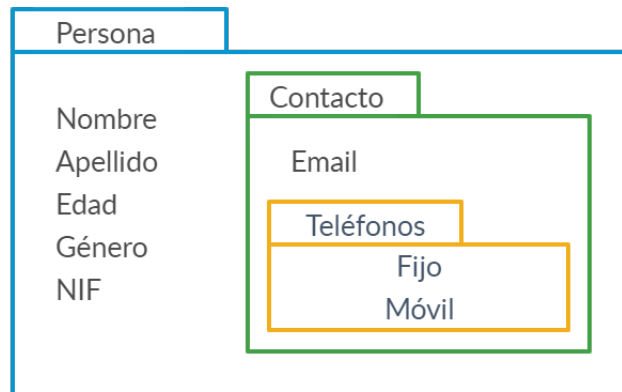 Persona
Nombre
Apellido
Edad
Género
NIF
Contacto
Email
Teléfonos
Fijo
Móvil